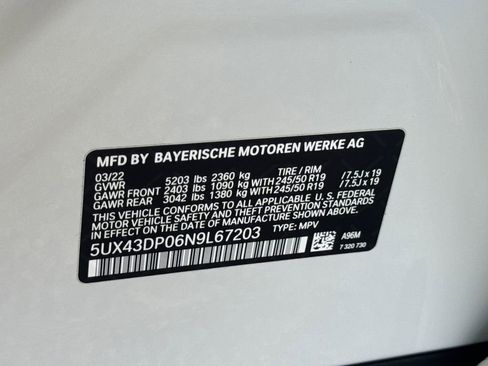 MFD BY BAYERISCHE MOTOREN WERKE AG
03/22 TIRE / RIM
GVWR 5203 lbs 2360 kg
GAWR FRONT 2403 lbs 1090 kg WITH 245/50 R19 /7.5J x 19
GAWR REAR 3042 lbs 1380 kg WITH 245/50 R19 /7.5J x 19
THIS VEHICLE CONFORMS TO ALL APPLICABLE U.S. FEDERAL
MOTOR VEHICLE SAFETY AND THEFT PREVENTION STANDARDS
IN EFFECT ON THE DATE OF MANUFACTURE SHOWN ABOVE.
5UX43DP06N9L67203 TYPE: MPV
A96M
7 320 730